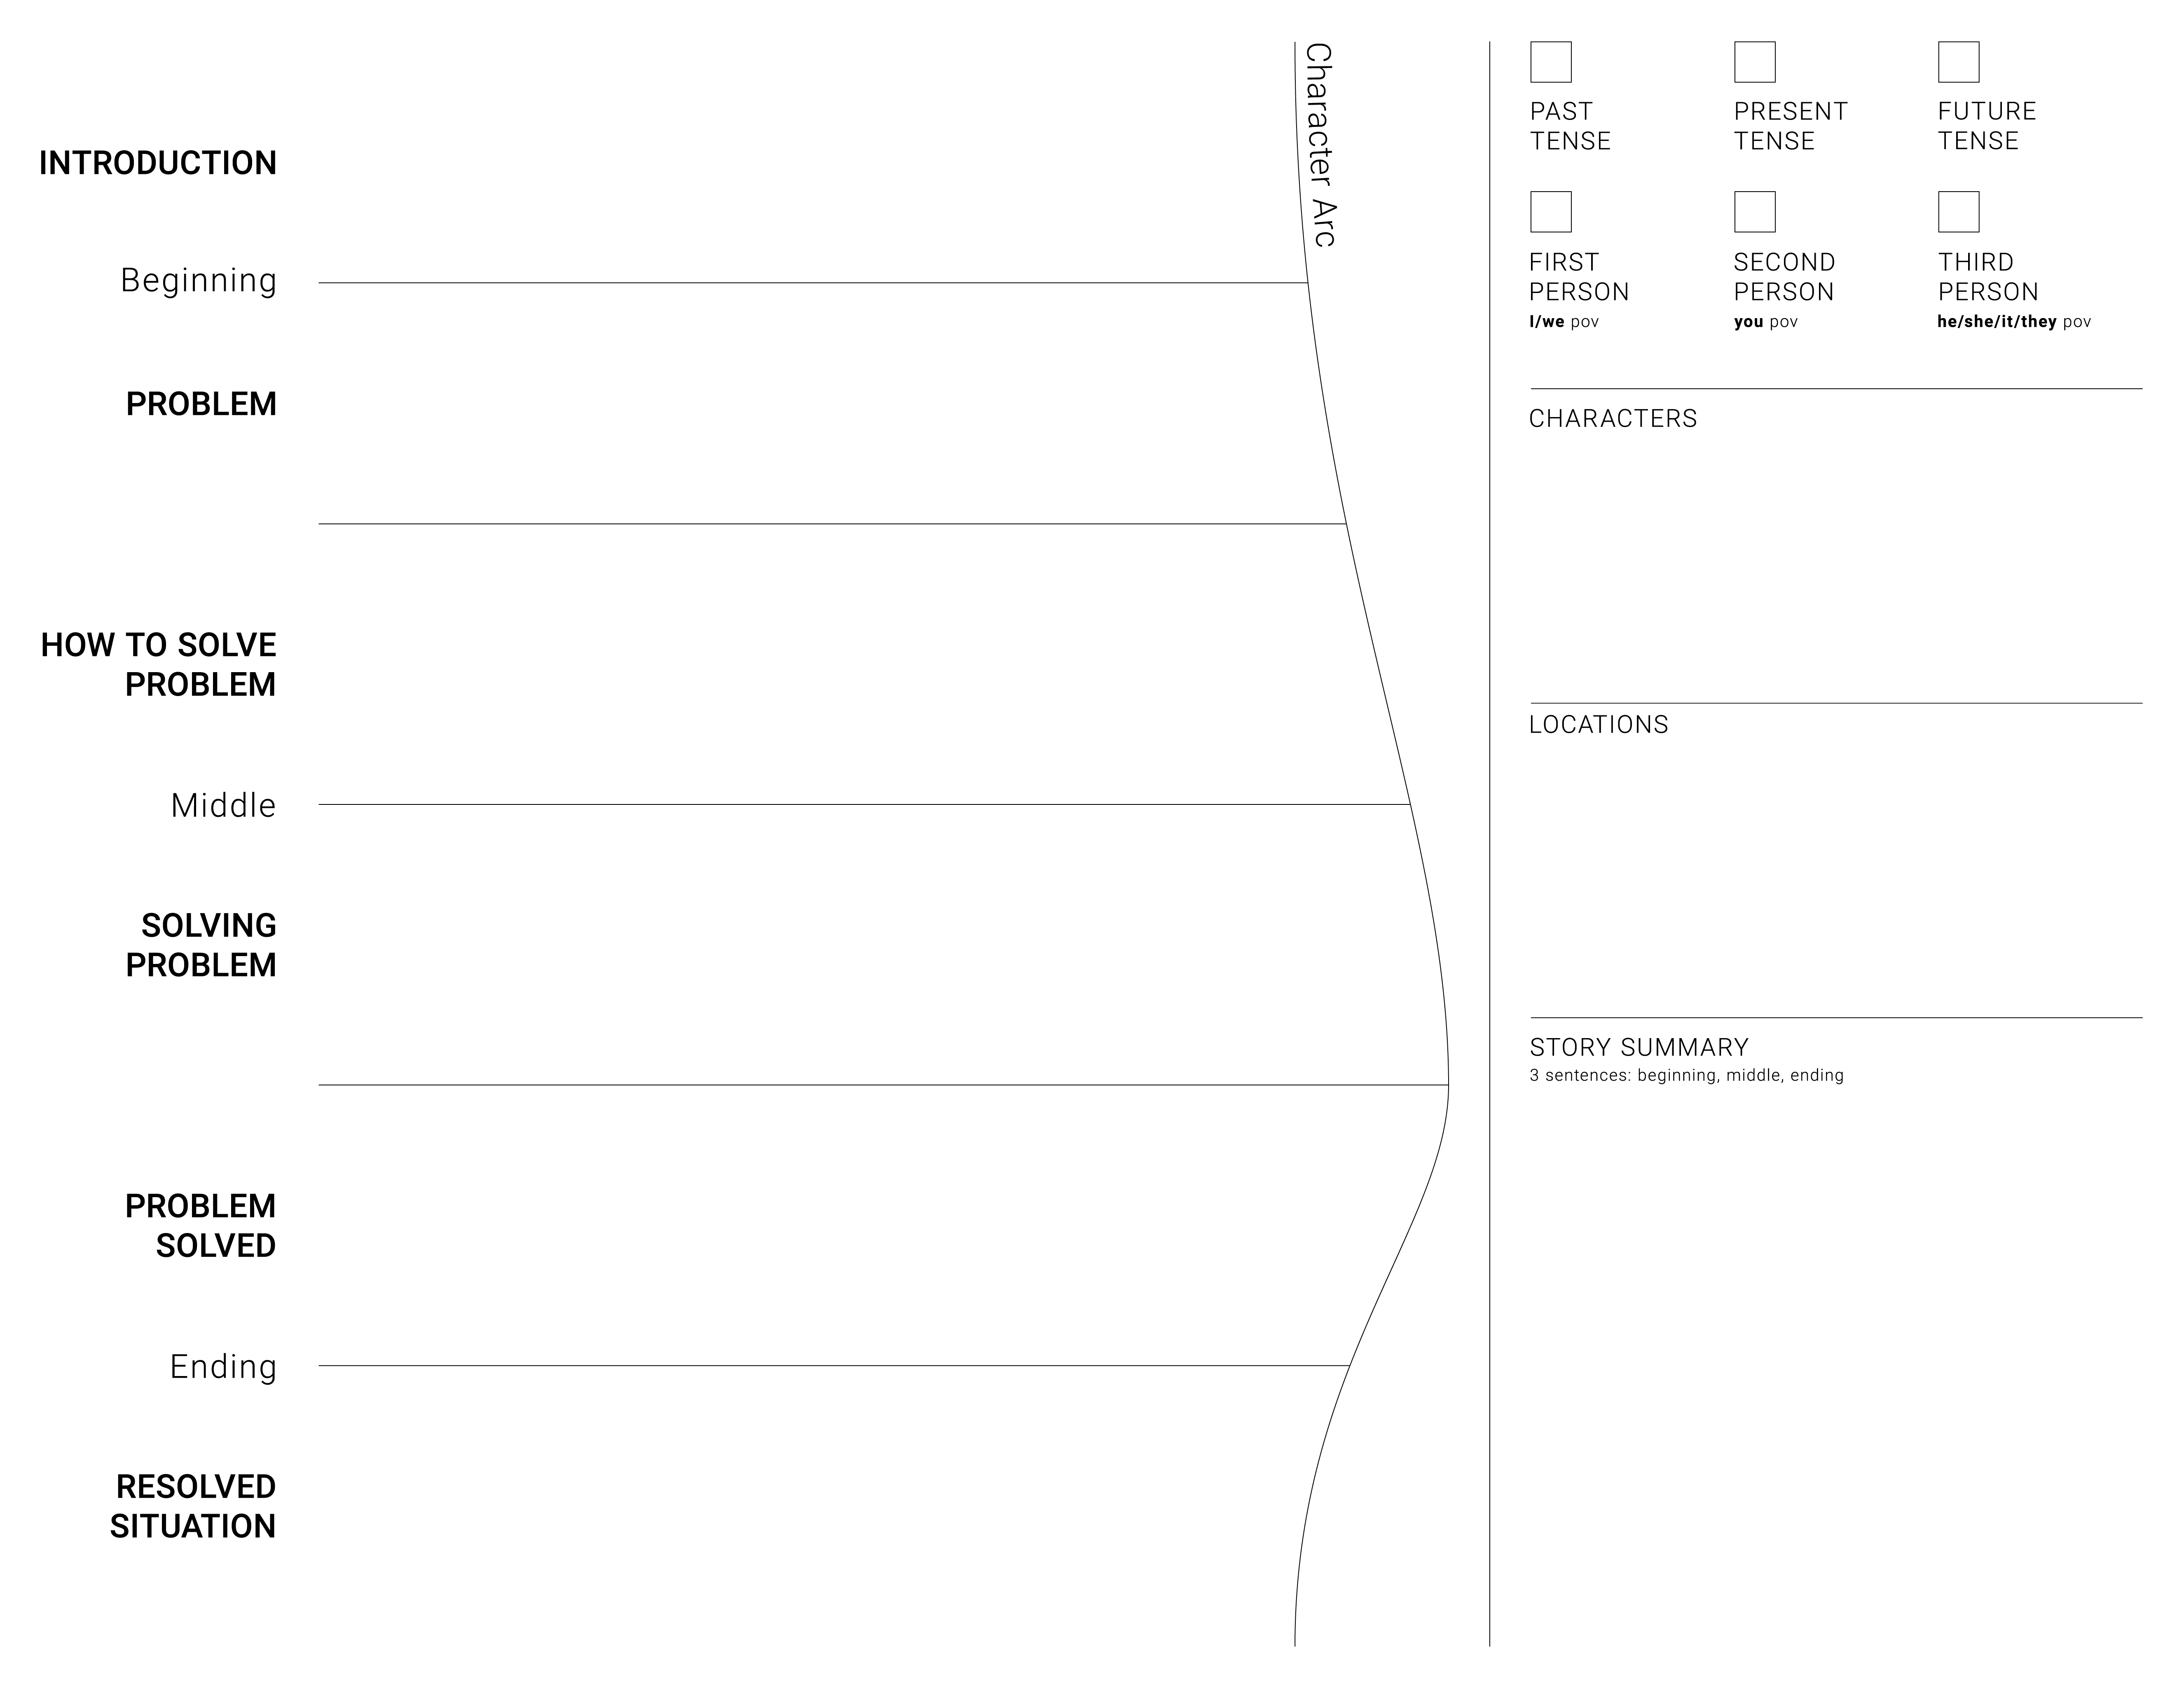 INTRODUCTION
Beginning
PROBLEM
HOW TO SOLVE
PROBLEM
Middle
SOLVING
PROBLEM
PROBLEM
SOLVED
Ending
RESOLVED
SITUATION
Character Arc
PAST
TENSE
PRESENT
TENSE
FUTURE
TENSE
FIRST
PERSON
I/we pov
SECOND
PERSON
you pov
THIRD
PERSON
he/she/it/they pov
CHARACTERS
LOCATIONS
STORY SUMMARY
3 sentences: beginning, middle, ending